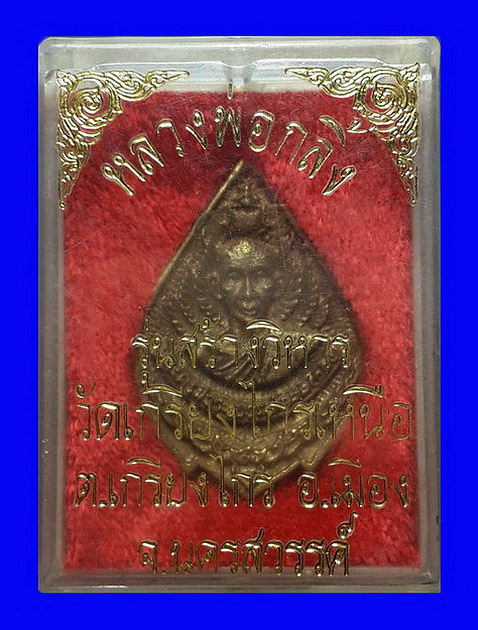 หลวงพ่อกลิ้ง
รุ่นสร้างวิหาร
วัดเกรียงไกรเหนือ
ต.เกรียงไกร อ.เมือง
จ.นครสวรรค์